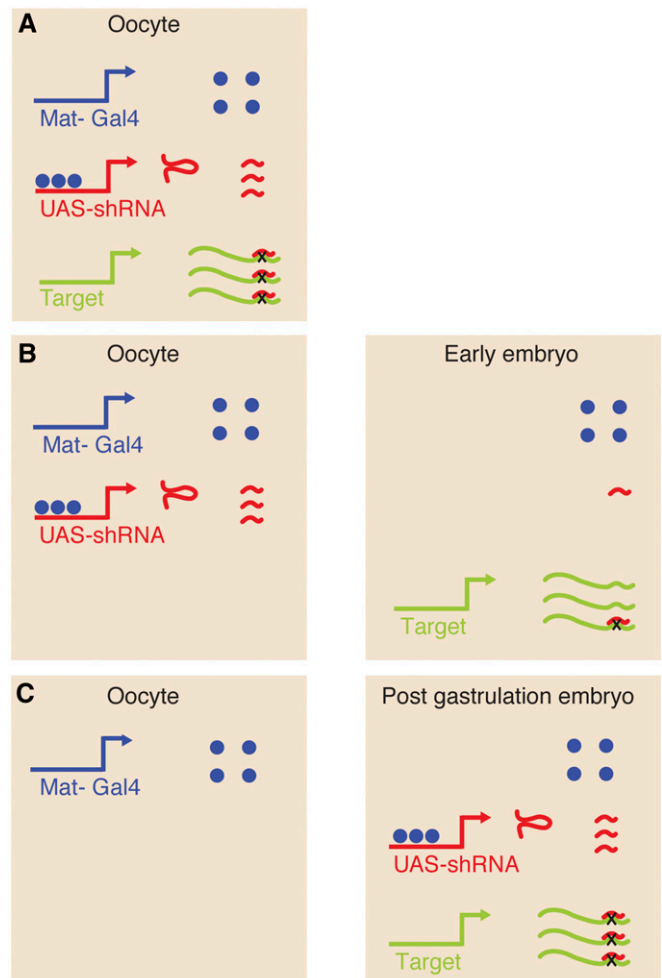 A
Oocyte
Mat- Gal4
UAS-shRNA
x
x
Target
x
B
Oocyte
Early embryo
Mat- Gal4
UAS-shRNA
Target
x
C
Oocyte
Post gastrulation embryo
Mat- Gal4
UAS-shRNA
x
x
Target
x